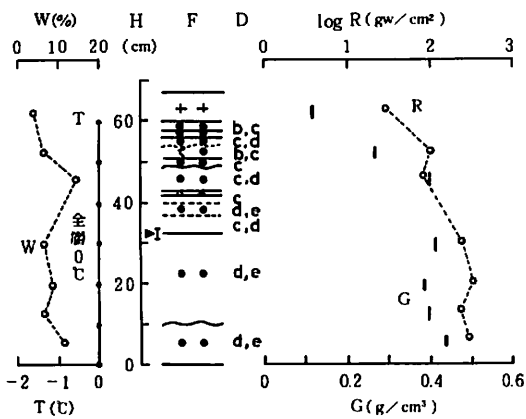 W(%) H F D log R(gw/cm²)
0 10 20 (cm) 0 1 2 3
T
W
全層0℃
-2 -1 0
T(℃)
60
40
20
0
+ +
b,c
c,d
b,c
c,d
c
d,e
c,d
d,e
d,e
R
G
0 0.2 0.4 0.6
G(g/cm³)